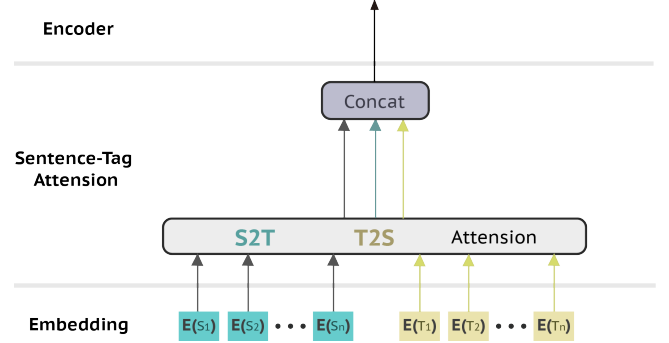 Encoder
Concat
Sentence-Tag
Attension
S2T T2S Attension
Embedding
E(S1) E(S2) ••• E(Sn) E(T1) E(T2) ••• E(Tn)